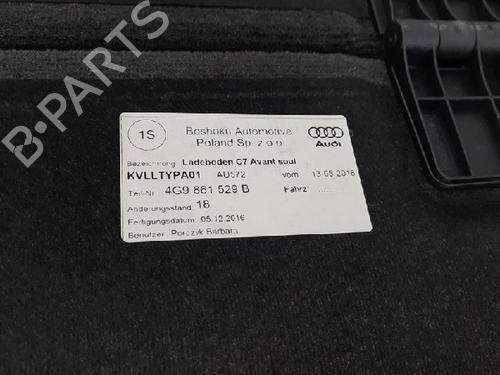 1S
Boshoku Automotive
Poland Sp. z o.o
Audi
Bezeichnung: Ladeboden C7 Avant soul
KVLLTYPA01 AU572 vom 13.05.2016
Teil-Nr. 4G9 861 529 B Fahrz.:
Änderungsstand: 18
Fertigungsdatum: 05.12.2016
Benutzer: Porczyk Barbara
B-PARTS